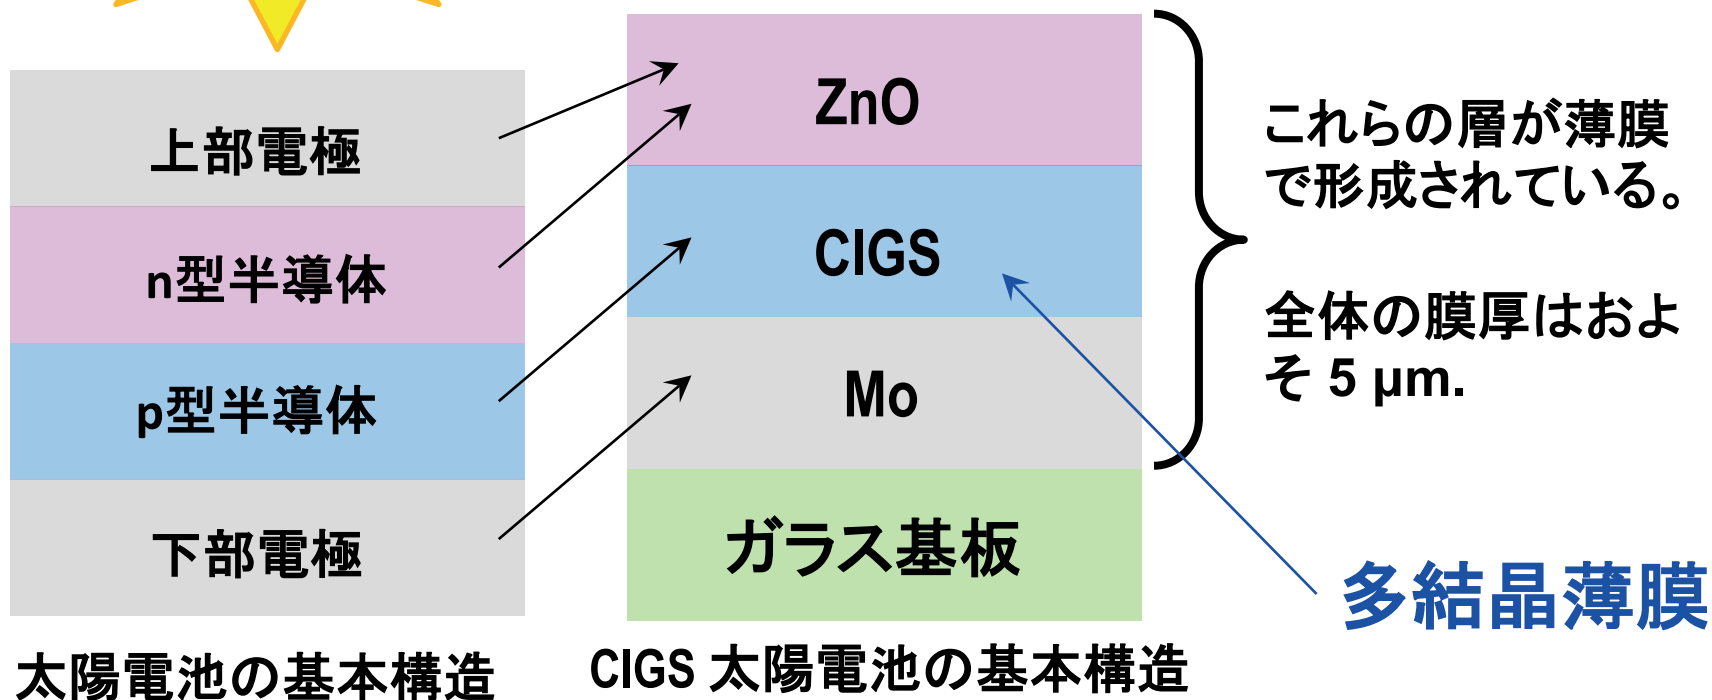 上部電極
n型半導体
p型半導体
下部電極
太陽電池の基本構造
ZnO
CIGS
Mo
ガラス基板
CIGS 太陽電池の基本構造
これらの層が薄膜
で形成されている。
全体の膜厚はおよ
そ 5 μm.
多結晶薄膜